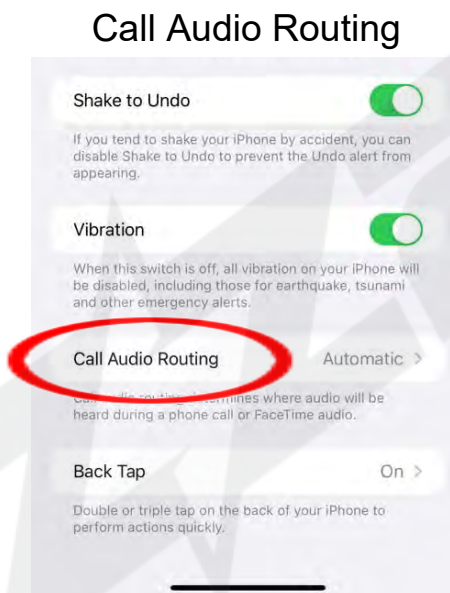 Call Audio Routing
Shake to Undo
If you tend to shake your iPhone by accident, you can
disable Shake to Undo to prevent the Undo alert from
appearing.
Vibration
When this switch is off, all vibration on your iPhone will
be disabled, including those for earthquake, tsunami
and other emergency alerts.
Call Audio Routing Automatic >
Call audio routing determines where audio will be
heard during a phone call or FaceTime audio.
Back Tap On >
Double or triple tap on the back of your iPhone to
perform actions quickly.